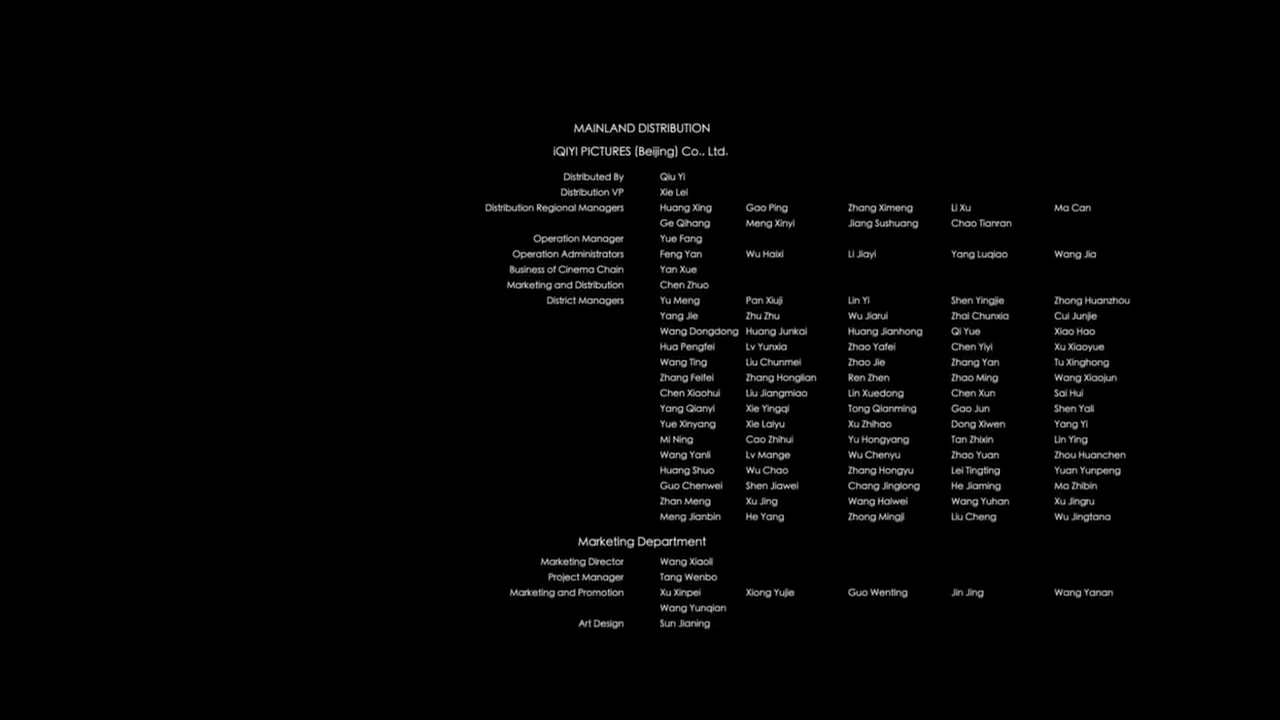 MAINLAND DISTRIBUTION
iQIYI PICTURES (Beijing) Co., Ltd.
Distributed By Qiu Yi
Distribution VP Xie Lei
Distribution Regional Managers Huang Xing Gao Ping Zhang Ximeng Li Xu Ma Can
Ge Qihang Meng Xinyi Jiang Sushuang Chao Tianran
Operation Manager Yue Fang
Operation Administrators Feng Yan Wu Haixi Li Jiayi Yang Luqiao Wang Jia
Business of Cinema Chain Yan Xue
Marketing and Distribution Chen Zhuo
District Managers Yu Meng Pan Xiuji Lin Yi Shen Yingjie Zhong Huanzhou
Yang Jie Zhu Zhu Wu Jiarui Zhai Chunxia Cui Junjie
Wang Dongdong Huang Junkai Huang Jianhong Qi Yue Xiao Hao
Hua Pengfei Lv Yunxia Zhao Yafei Chen Yiyi Xu Xiaoyue
Wang Ting Liu Chunmei Zhao Jie Zhang Yan Tu Xinghong
Zhang Feifei Zhang Honglian Ren Zhen Zhao Ming Wang Xiaojun
Chen Xiaohui Liu Jiangmiao Lin Xuedong Chen Xun Sai Hui
Yang Qianyi Xie Yingqi Tong Qianming Gao Jun Shen Yali
Yue Xinyang Xie Laiyu Xu Zhihao Dong Xiwen Yang Yi
Mi Ning Cao Zhihui Yu Hongyang Tan Zhixin Lin Ying
Wang Yanli Lv Mange Wu Chenyu Zhao Yuan Zhou Huanchen
Huang Shuo Wu Chao Zhang Hongyu Lei Tingting Yuan Yunpeng
Guo Chenwei Shen Jiawei Chang Jinglong He Jiaming Ma Zhibin
Zhan Meng Xu Jing Wang Haiwei Wang Yuhan Xu Jingru
Meng Jianbin He Yang Zhong Mingji Liu Cheng Wu Jingtana
Marketing Department
Marketing Director Wang Xiaoli
Project Manager Tang Wenbo
Marketing and Promotion Xu Xinpei Xiong Yujie Guo Wenting Jin Jing Wang Yanan
Wang Yunqian
Art Design Sun Jianing